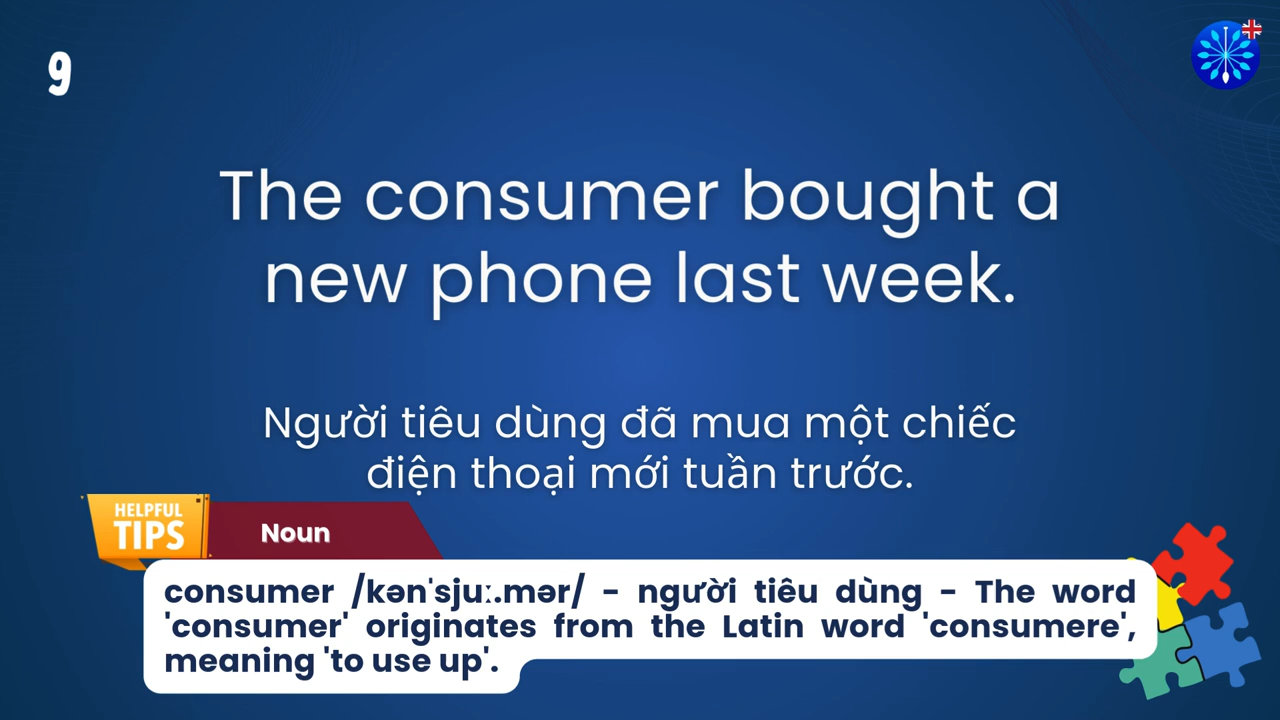 9
The consumer bought a
new phone last week.
Người tiêu dùng đã mua một chiếc
điện thoại mới tuần trước.
HELPFUL
TIPS
Noun
consumer /kənˈsjuː.mər/ - người tiêu dùng - The word
'consumer' originates from the Latin word 'consumere',
meaning 'to use up'.